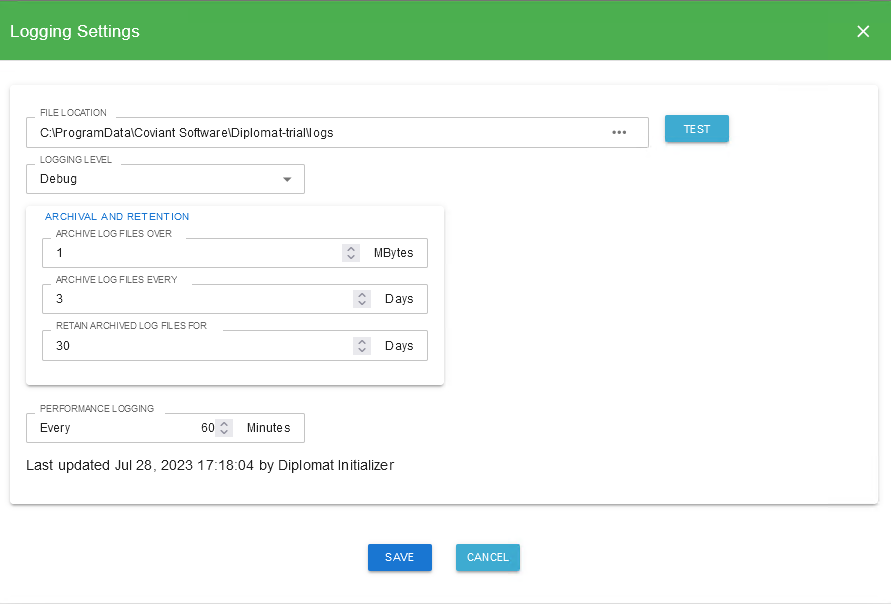 Logging Settings
FILE LOCATION
C:\ProgramData\Coviant Software\Diplomat-trial\logs
TEST
LOGGING LEVEL
Debug
ARCHIVAL AND RETENTION
ARCHIVE LOG FILES OVER
1 MBytes
ARCHIVE LOG FILES EVERY
3 Days
RETAIN ARCHIVED LOG FILES FOR
30 Days
PERFORMANCE LOGGING
Every 60 Minutes
Last updated Jul 28, 2023 17:18:04 by Diplomat Initializer
SAVE CANCEL